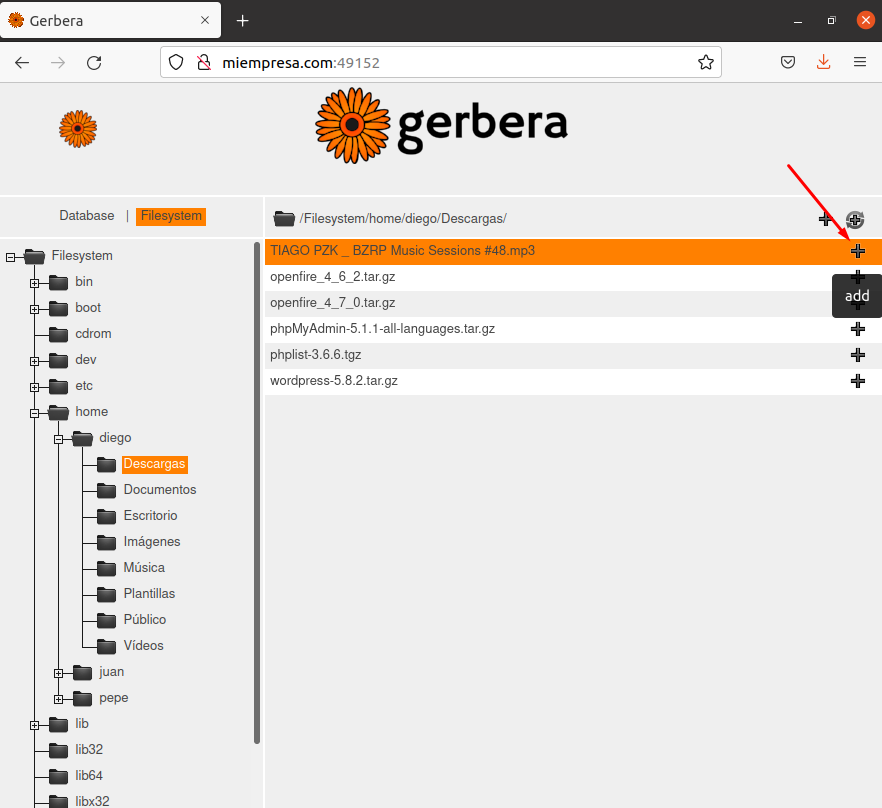 Gerbera
miempresa.com:49152
gerbera
Database | Filesystem
/Filesystem/home/diego/Descargas/
Filesystem
bin
boot
cdrom
dev
etc
home
diego
Descargas
Documentos
Escritorio
Imágenes
Música
Plantillas
Público
Vídeos
juan
pepe
lib
lib32
lib64
libx32
TIAGO PZK _ BZRP Music Sessions #48.mp3
openfire_4_6_2.tar.gz
openfire_4_7_0.tar.gz
phpMyAdmin-5.1.1-all-languages.tar.gz
phplist-3.6.6.tgz
wordpress-5.8.2.tar.gz
add